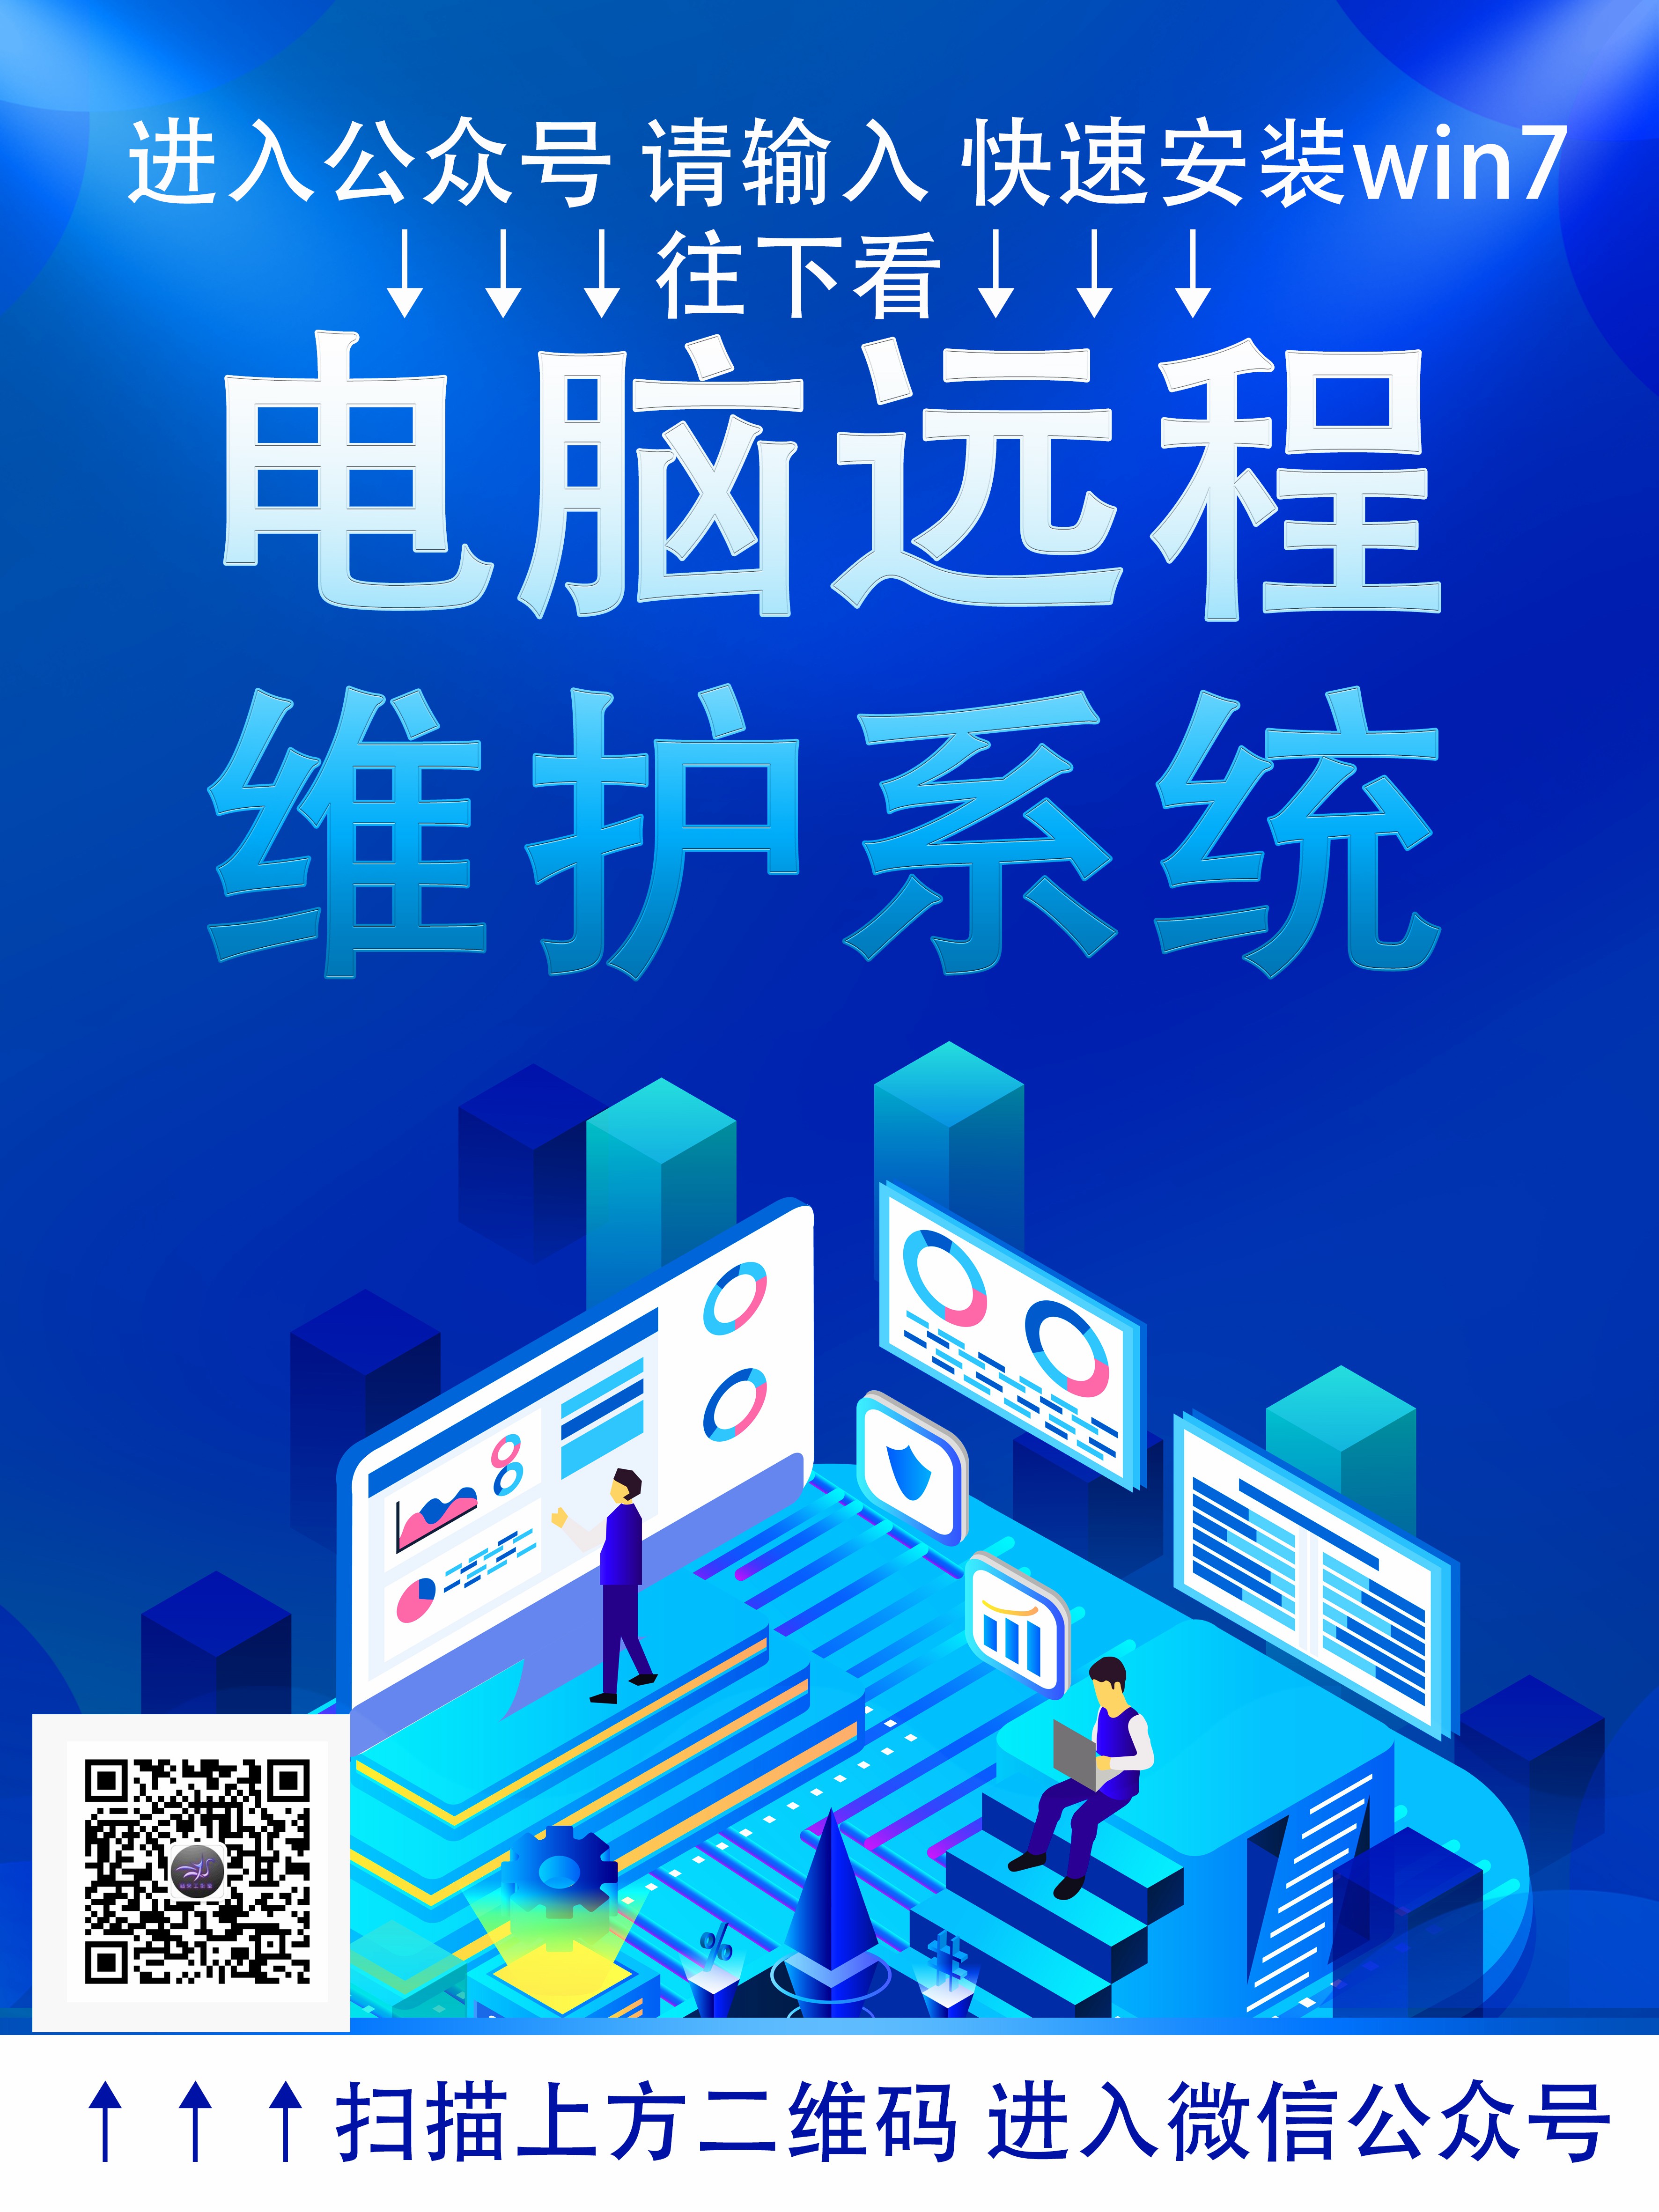 进入公众号 请输入 快速安装win7
↓ ↓ ↓ 往下看 ↓ ↓ ↓
电脑远程
维护系统
↑ ↑ ↑ 扫描上方二维码 进入微信公众号